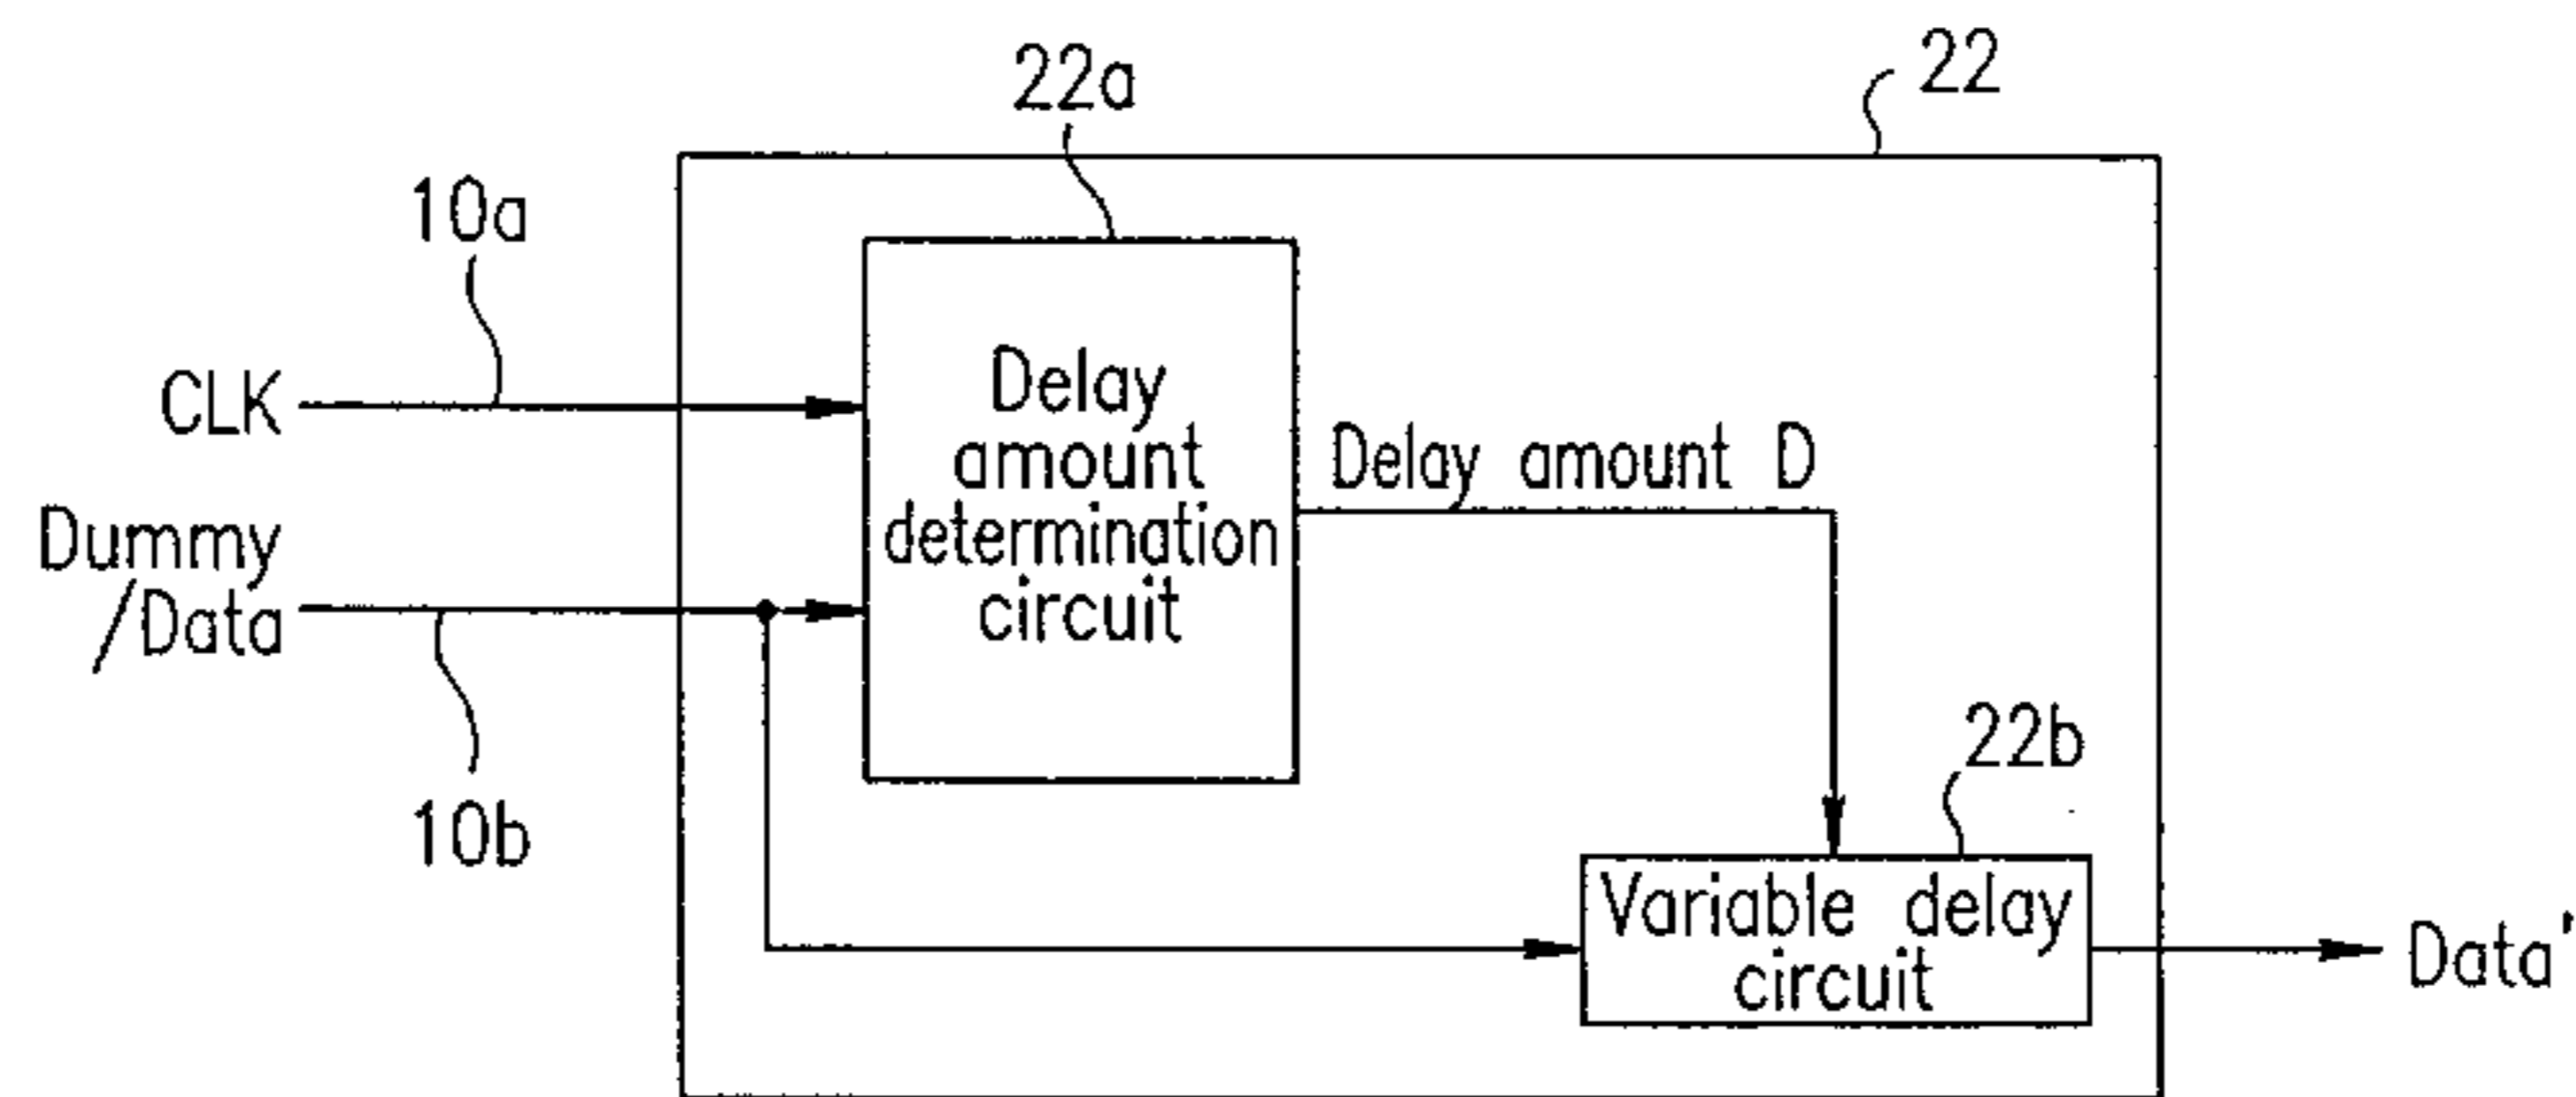 22a
22
10a
CLK
Delay
amount
determination
circuit
Delay amount D
Dummy
/Data
10b
22b
Variable delay
circuit
Data'